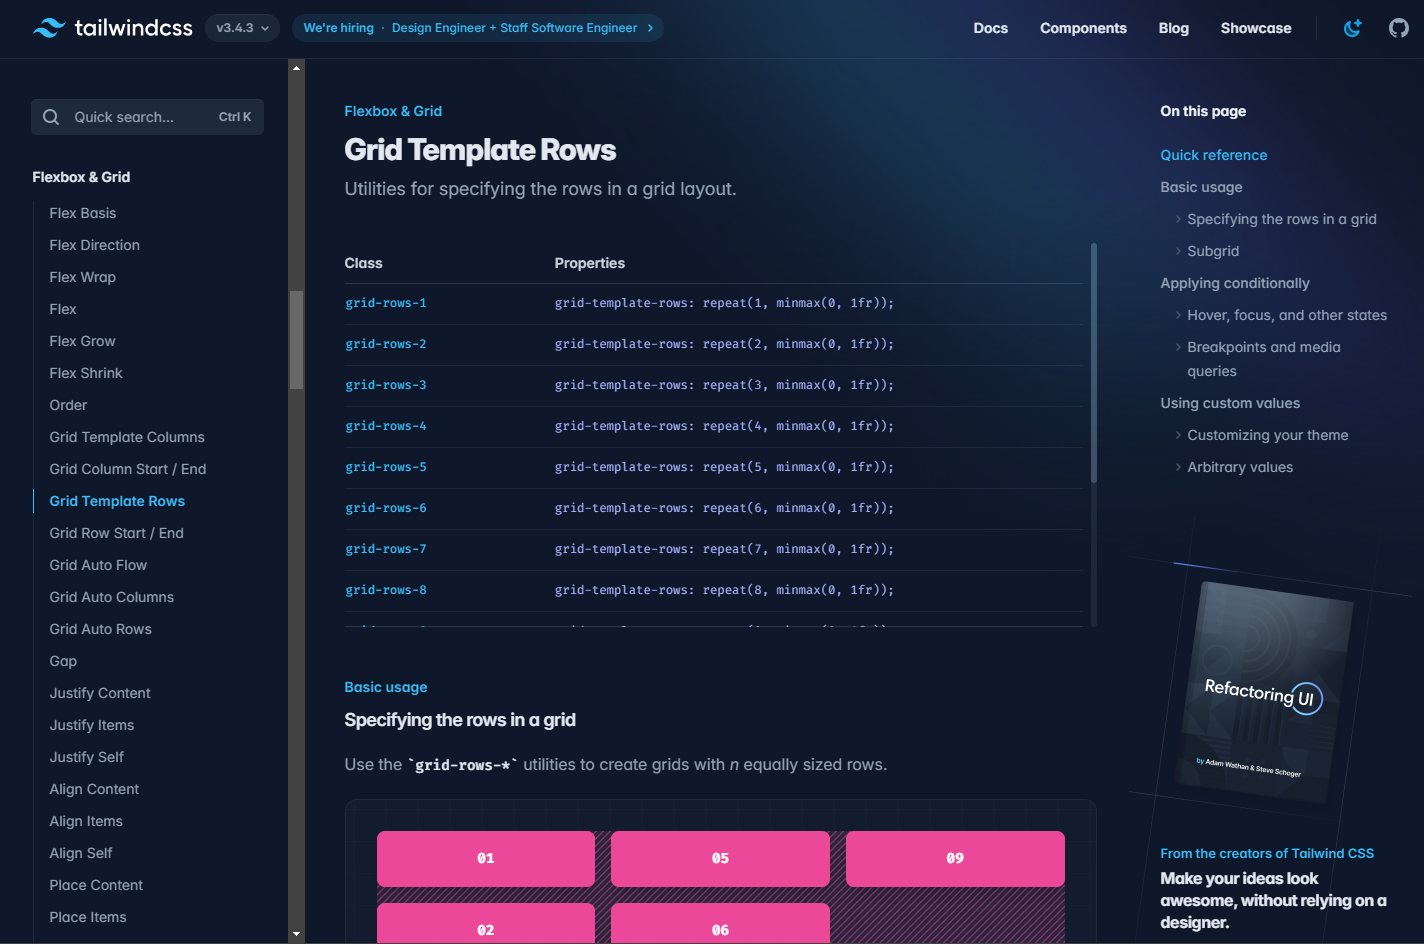 tailwindcss
v3.4.3
We're hiring · Design Engineer + Staff Software Engineer
Docs
Components
Blog
Showcase
Quick search...
Ctrl K
Flexbox & Grid
Flex Basis
Flex Direction
Flex Wrap
Flex
Flex Grow
Flex Shrink
Order
Grid Template Columns
Grid Column Start / End
Grid Template Rows
Grid Row Start / End
Grid Auto Flow
Grid Auto Columns
Grid Auto Rows
Gap
Justify Content
Justify Items
Justify Self
Align Content
Align Items
Align Self
Place Content
Place Items
Flexbox & Grid
Grid Template Rows
Utilities for specifying the rows in a grid layout.
Class Properties
grid-rows-1 grid-template-rows: repeat(1, minmax(0, 1fr));
grid-rows-2 grid-template-rows: repeat(2, minmax(0, 1fr));
grid-rows-3 grid-template-rows: repeat(3, minmax(0, 1fr));
grid-rows-4 grid-template-rows: repeat(4, minmax(0, 1fr));
grid-rows-5 grid-template-rows: repeat(5, minmax(0, 1fr));
grid-rows-6 grid-template-rows: repeat(6, minmax(0, 1fr));
grid-rows-7 grid-template-rows: repeat(7, minmax(0, 1fr));
grid-rows-8 grid-template-rows: repeat(8, minmax(0, 1fr));
Basic usage
Specifying the rows in a grid
Use the `grid-rows-*` utilities to create grids with n equally sized rows.
01 05 09
02 06
On this page
Quick reference
Basic usage
Specifying the rows in a grid
Subgrid
Applying conditionally
Hover, focus, and other states
Breakpoints and media
queries
Using custom values
Customizing your theme
Arbitrary values
Refactoring UI
by Adam Wathan & Steve Schoger
From the creators of Tailwind CSS
Make your ideas look
awesome, without relying on a
designer.